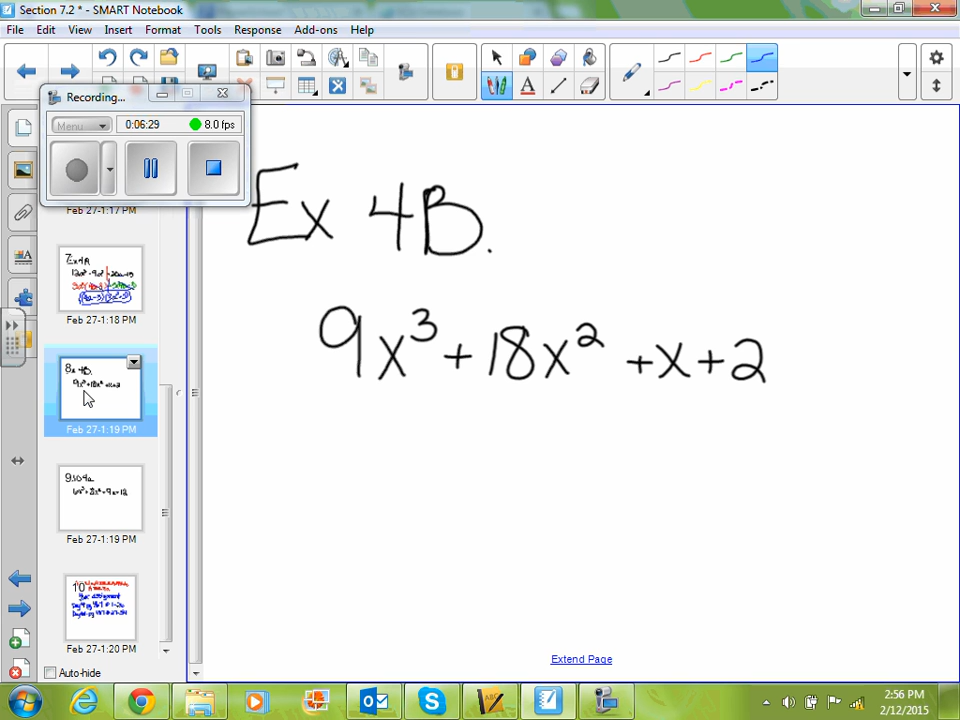 Section 7.2 * - SMART Notebook
File Edit View Insert Format Tools Response Add-ons Help
Recording...
Menu 0:06:29 8.0 fps
Feb 27-1:17 PM
Feb 27-1:18 PM
Feb 27-1:19 PM
Feb 27-1:19 PM
10
Feb 27-1:20 PM
Auto-hide
Ex 4B.
9x³+18x² +x+2
Extend Page
2:56 PM
2/12/2015